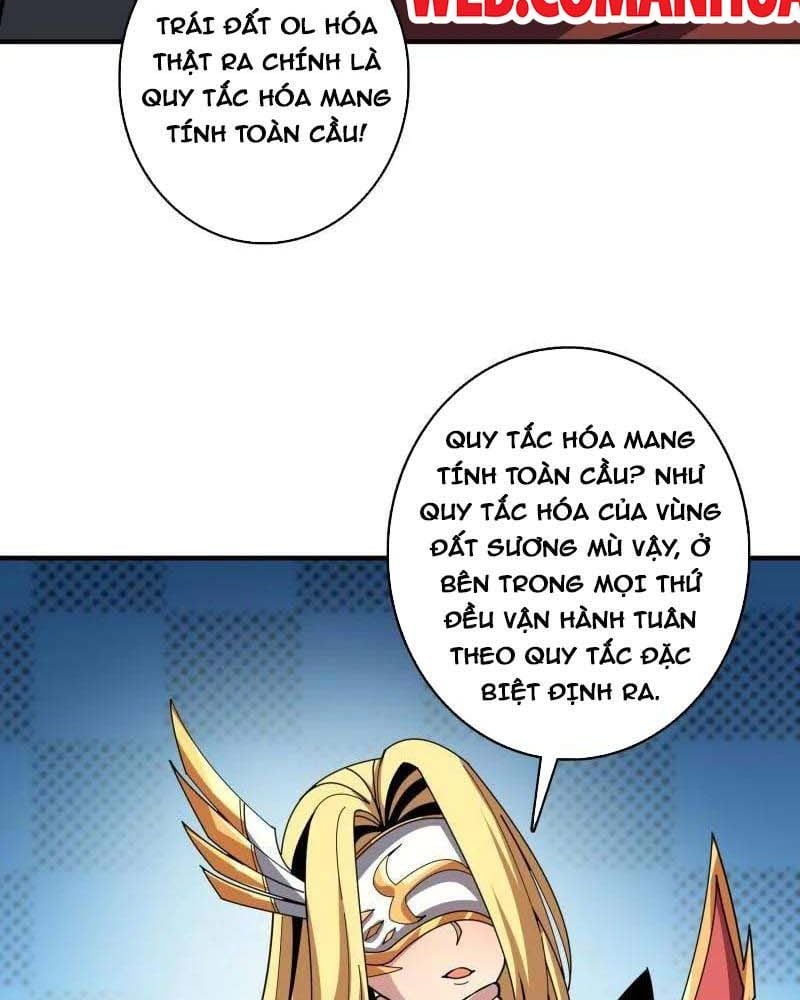 WEB.COMANHUA
TRÁI ĐẤT OL HÓA
THẬT RA CHÍNH LÀ
QUY TẮC HÓA MANG
TÍNH TOÀN CẦU!
QUY TẮC HÓA MANG
TÍNH TOÀN CẦU? NHƯ
QUY TẮC HÓA CỦA VÙNG
ĐẤT SƯƠNG MÙ VẬY, Ở
BÊN TRONG MỌI THỨ
ĐỀU VẬN HÀNH TUÂN
THEO QUY TẮC ĐẶC
BIỆT ĐỊNH RA.